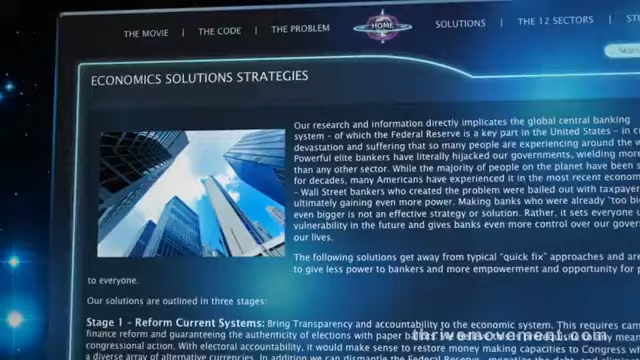 THE MOVIE | THE CODE | THE PROBLEM HOME SOLUTIONS | THE 12 SECTORS |
ECONOMICS SOLUTIONS STRATEGIES
Our research and information directly implicates the global central banking
system - of which the Federal Reserve is a key part in the United States - in
devastation and suffering that so many people are experiencing around the
Powerful elite bankers have literally hijacked our governments, wielding more
than any other sector. While the majority of people on the planet have been
for decades, many Americans have experienced it in the most recent
- Wall Street bankers who created the problem were bailed out with
ultimately gaining even more power. Making banks who were already "too
even bigger is not an effective strategy or solution. Rather, it sets everyone
vulnerability in the future and gives banks even more control over our
our lives.
The following solutions get away from typical "quick fix" approaches and
to give less power to bankers and more empowerment and opportunity
to everyone.
Our solutions are outlined in three stages:
Stage 1 - Reform Current Systems: Bring Transparency and accountability to the economic system. This requires
finance reform and guaranteeing the authenticity of elections with paper
congressional action. With electoral accountability, it would make sense to restore money making capacities to Congress
a diverse array of alternative currencies. In addition we can dismantle the Federal Reserve,
thrivemovement.com